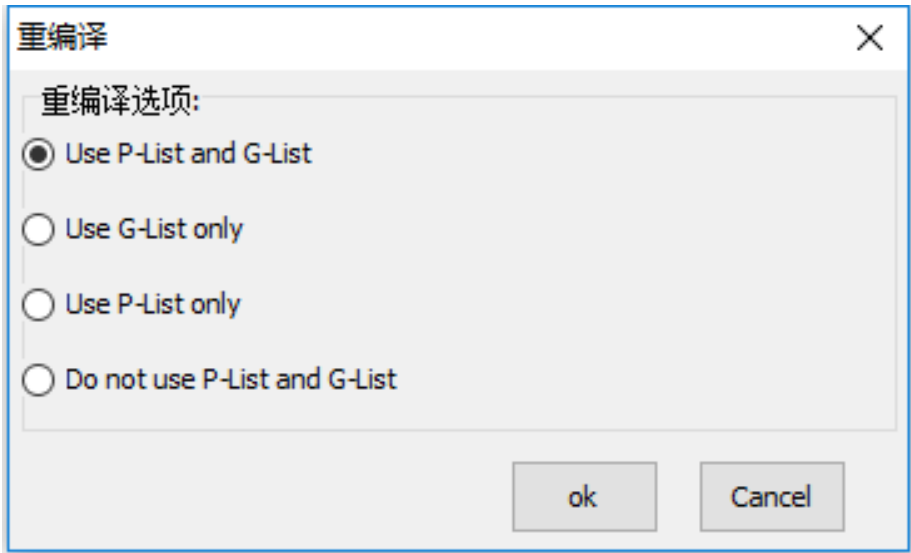 重编译
重编译选项:
Use P-List and G-List
Use G-List only
Use P-List only
Do not use P-List and G-List
ok
Cancel